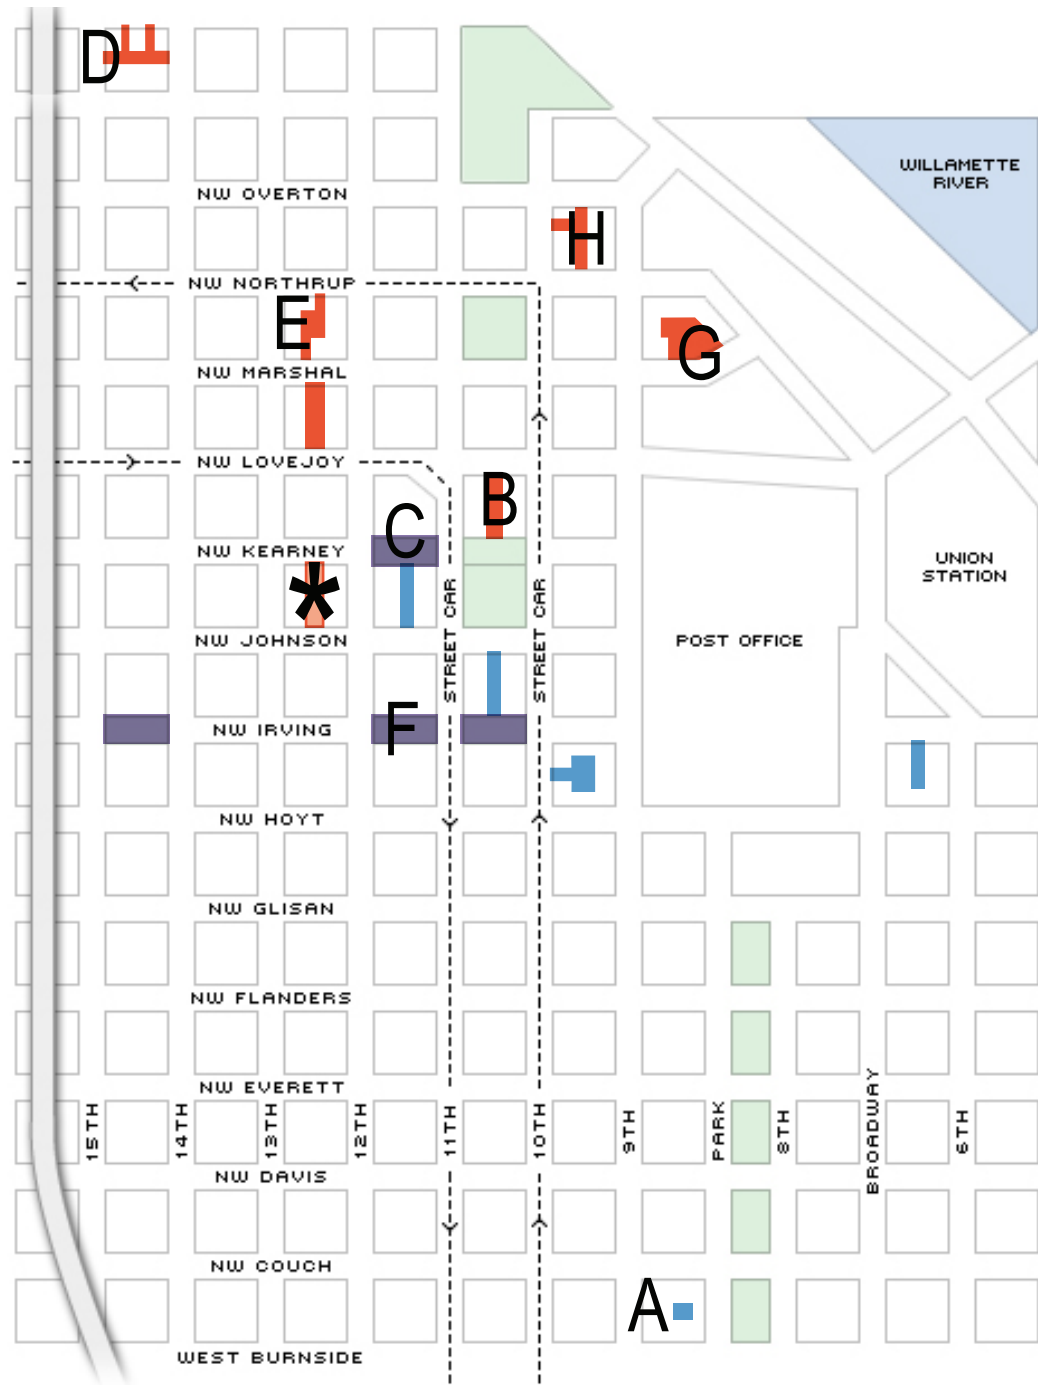 D
WILLAMETTE
RIVER
NW OVERTON
H
NW NORTHRUP
E
G
NW MARSHAL
NW LOVEJOY
B
C
NW KEARNEY
UNION
STATION
*
STREET CAR
STREET CAR
NW JOHNSON
POST OFFICE
F
NW IRVING
NW HOYT
NW GLISAN
NW FLANDERS
NW EVERETT
15TH
14TH
13TH
12TH
11TH
10TH
9TH
PARK
8TH
BROADWAY
6TH
NW DAVIS
NW COUCH
A
WEST BURNSIDE